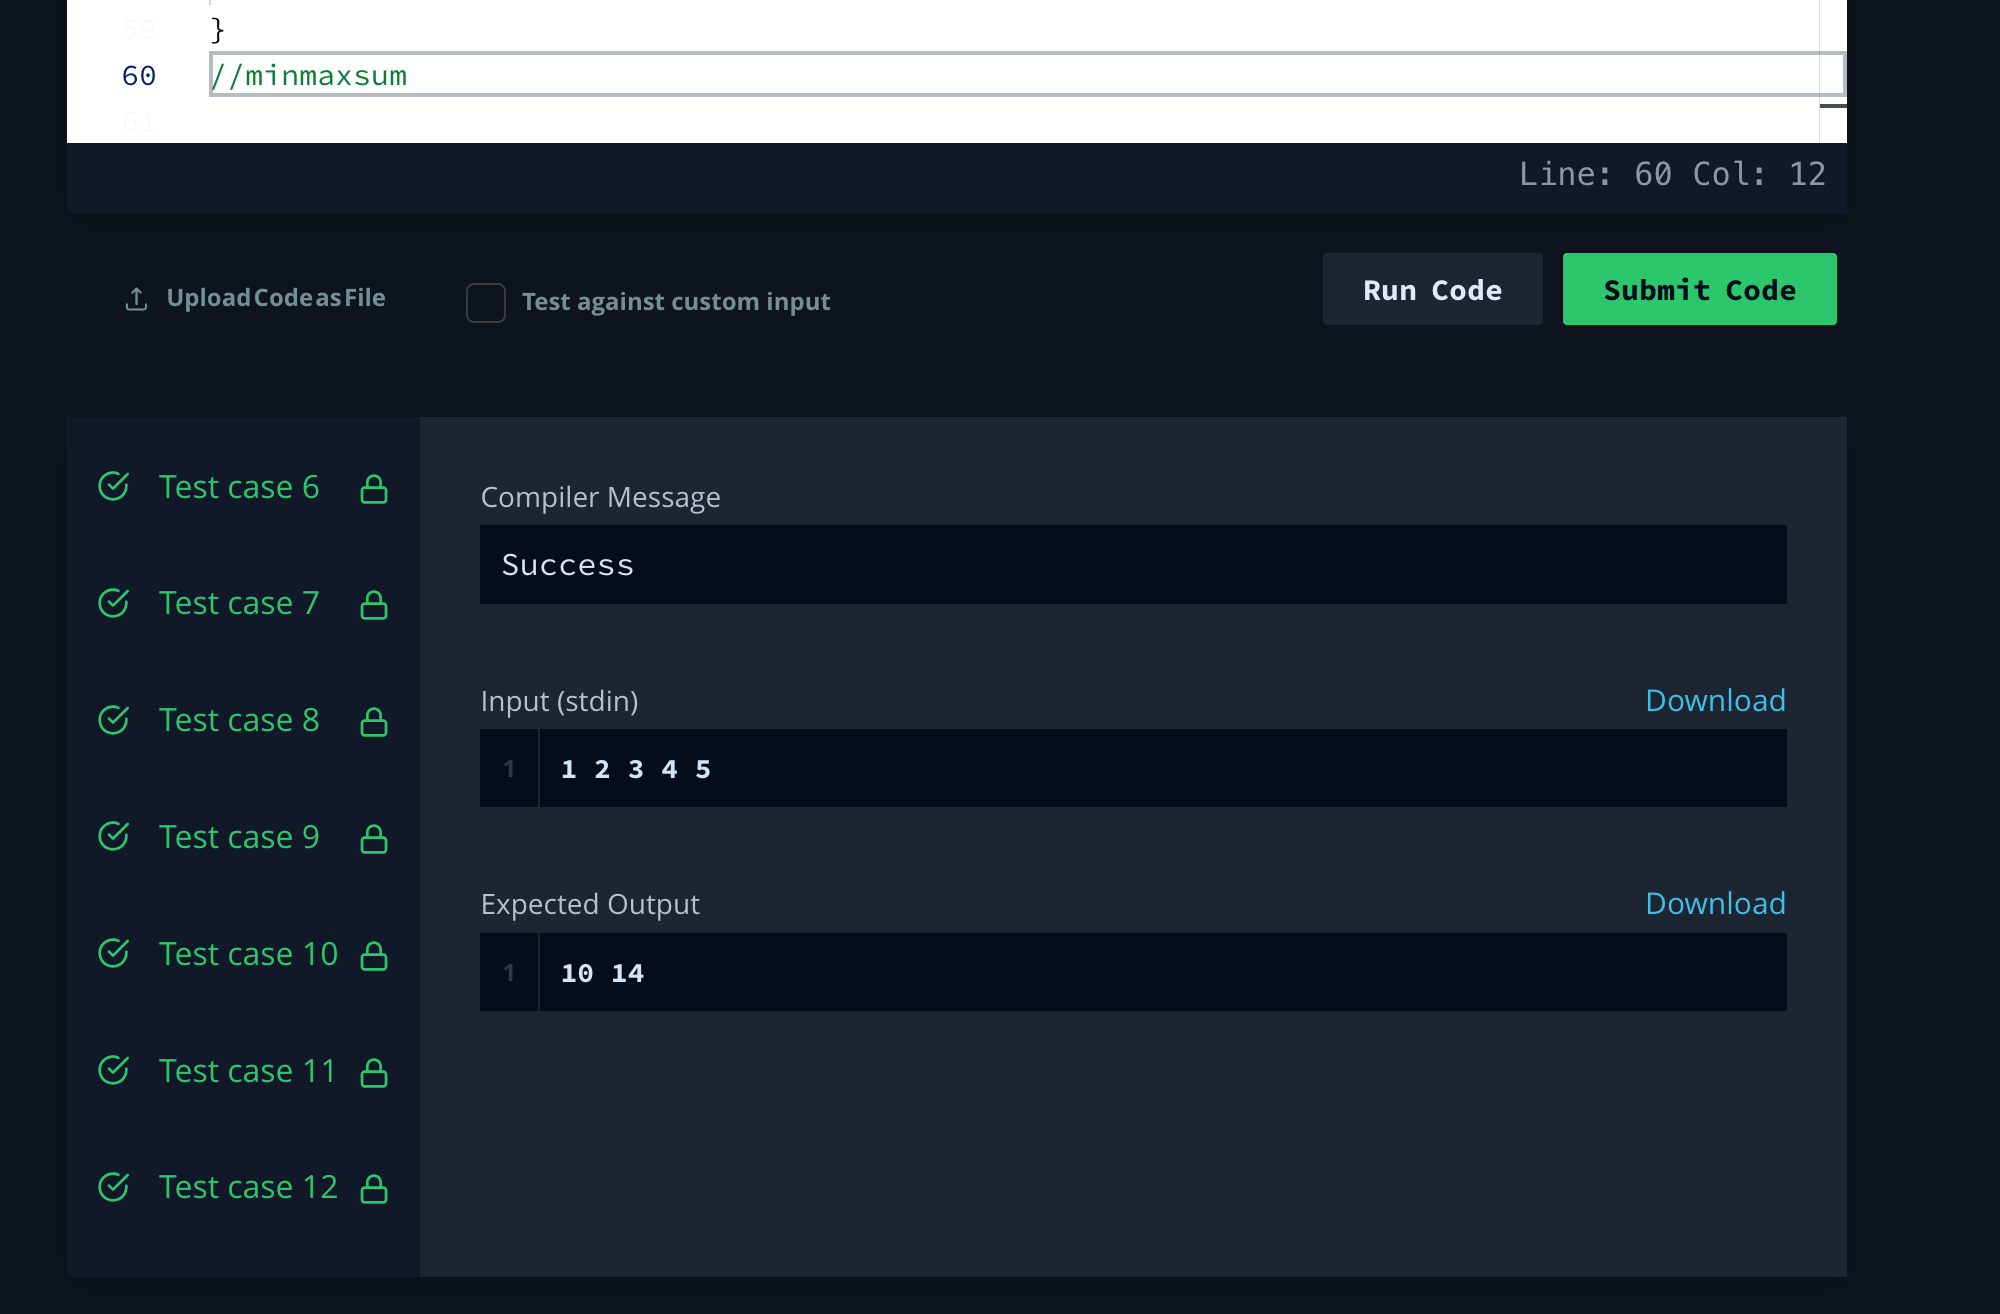 59 }
60 //minmaxsum
61
Line: 60 Col: 12
Upload Code as File
Test against custom input
Run Code
Submit Code
Test case 6
Test case 7
Test case 8
Test case 9
Test case 10
Test case 11
Test case 12
Compiler Message
Success
Input (stdin)
Download
1 1 2 3 4 5
Expected Output
Download
1 10 14